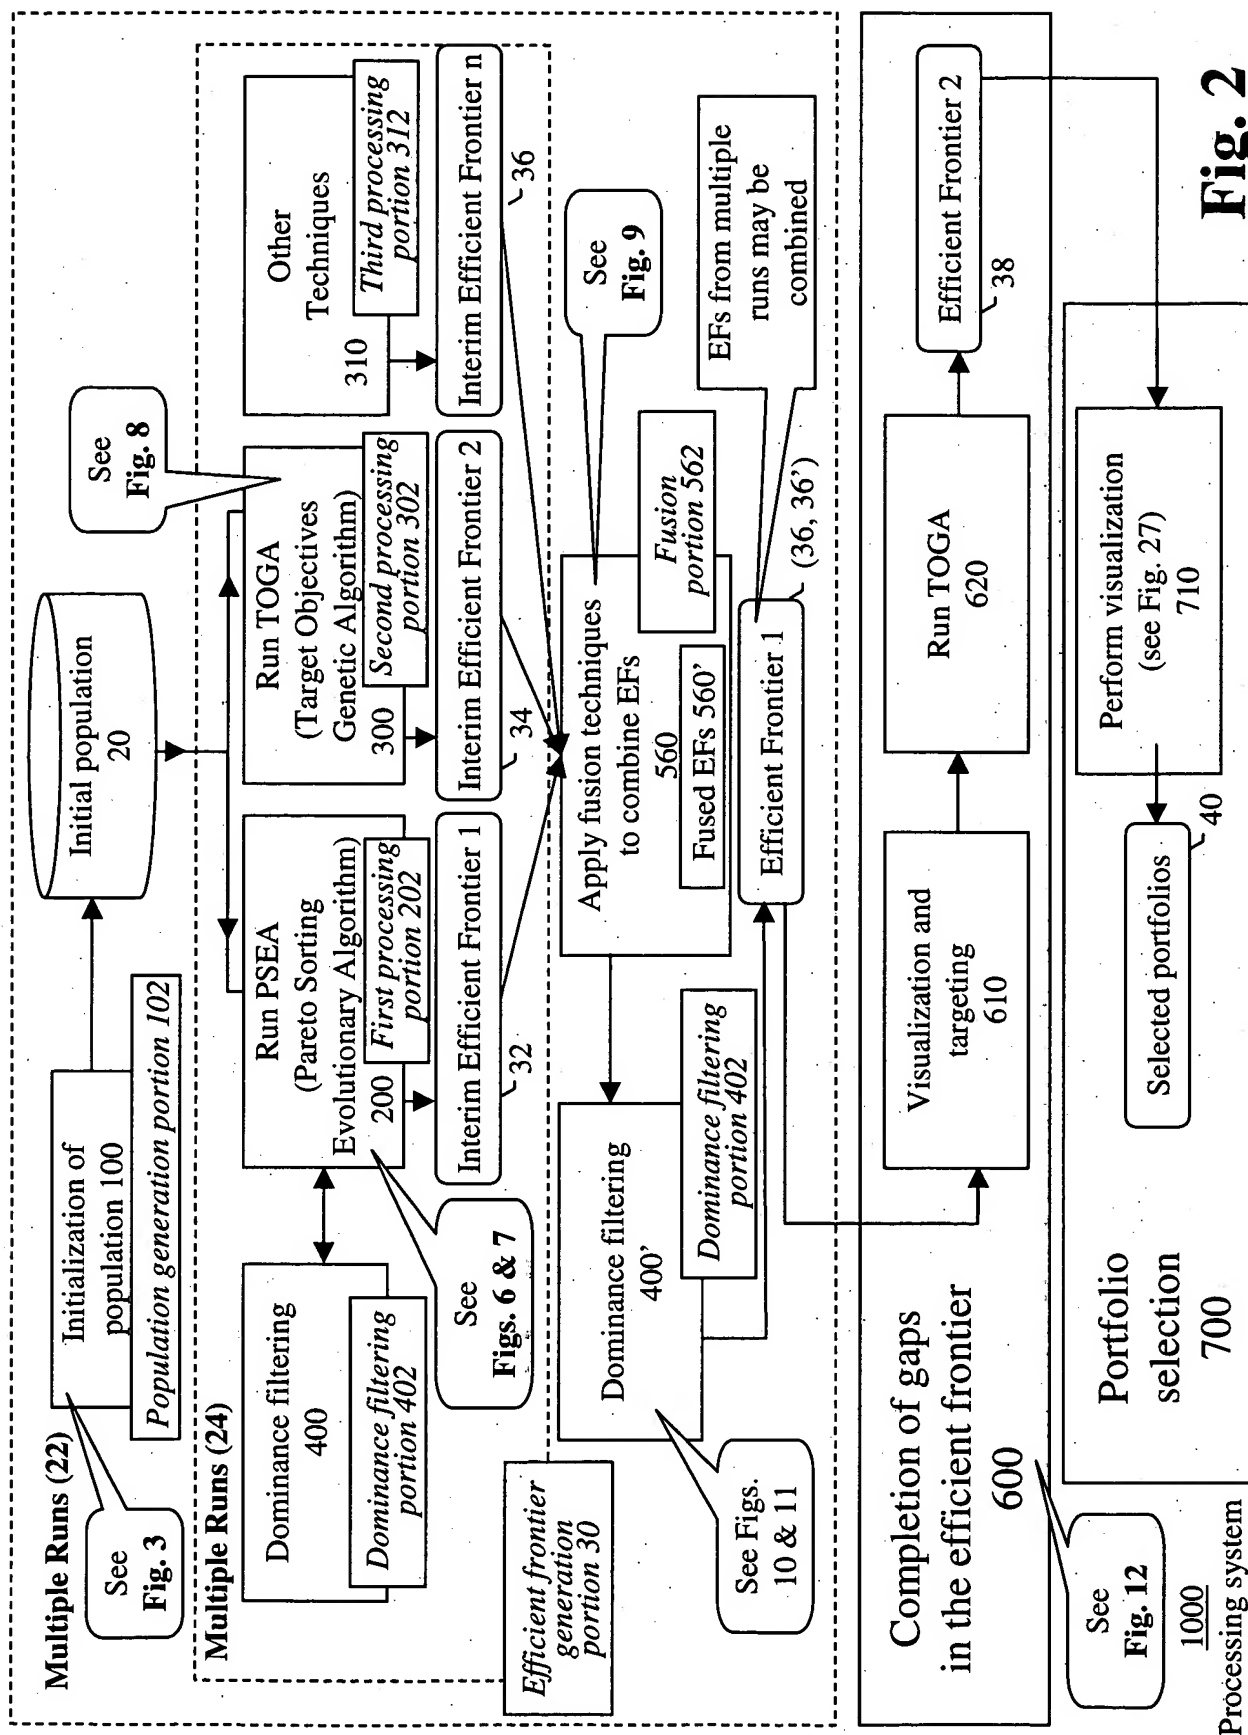 Multiple Runs (22)
See
Fig. 3
Initialization of
population 100
Population generation portion 102
Initial population
20
See
Fig. 8
Multiple Runs (24)
Dominance filtering
400
Dominance filtering
portion 402
Run PSEA
(Pareto Sorting
Evolutionary Algorithm)
200
First processing
portion 202
Run TOGA
(Target Objectives
Genetic Algorithm)
300
Second processing
portion 302
Other
Techniques
310
Third processing
portion 312
Interim Efficient Frontier 1
32
Interim Efficient Frontier 2
34
Interim Efficient Frontier n
36
See
Figs. 6 & 7
Efficient frontier
generation
portion 30
See Figs.
10 & 11
Dominance filtering
400’
Dominance filtering
portion 402
Apply fusion techniques
to combine EFs
560
Fused EFs 560’
Fusion
portion 562
See
Fig. 9
Efficient Frontier 1
(36, 36’)
EFs from multiple
runs may be
combined
Completion of gaps
in the efficient frontier
600
See
Fig. 12
Visualization and
targeting
610
Run TOGA
620
Efficient Frontier 2
38
Portfolio
selection
700
Selected portfolios
40
Perform visualization
(see Fig. 27)
710
1000
Processing system
Fig. 2